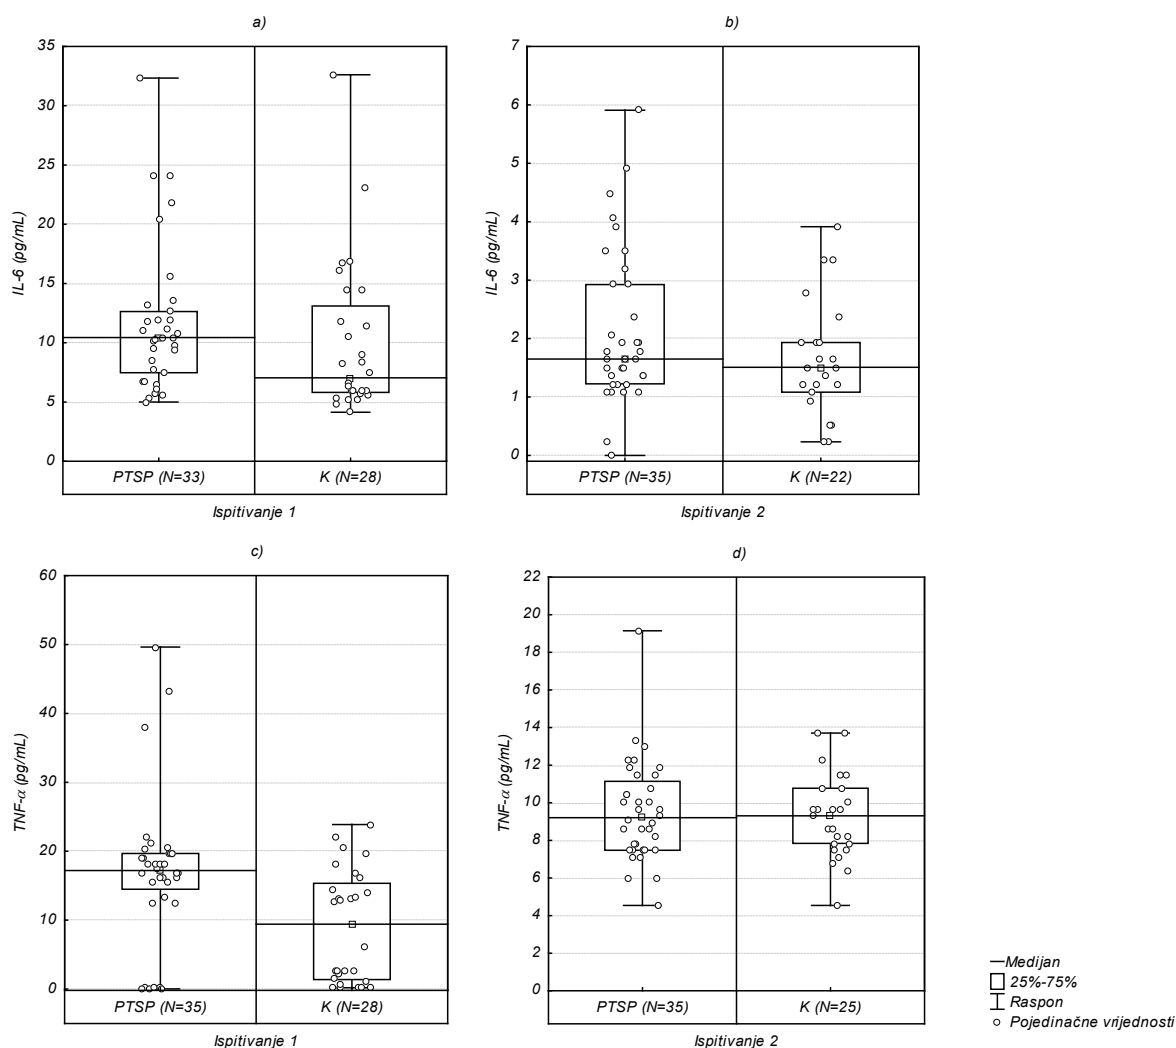 a)
35
30
25
20
15
10
5
0
IL-6 (pg/mL)
PTSP (N=33)
K (N=28)
Ispitivanje 1
b)
7
6
5
4
3
2
1
0
IL-6 (pg/mL)
PTSP (N=35)
K (N=22)
Ispitivanje 2
c)
60
50
40
30
20
10
0
TNF-α (pg/mL)
PTSP (N=35)
K (N=28)
Ispitivanje 1
d)
22
20
18
16
14
12
10
8
6
4
2
0
TNF-α (pg/mL)
PTSP (N=35)
K (N=25)
Ispitivanje 2
Medijan
25%-75%
Raspon
Pojedinačne vrijednosti